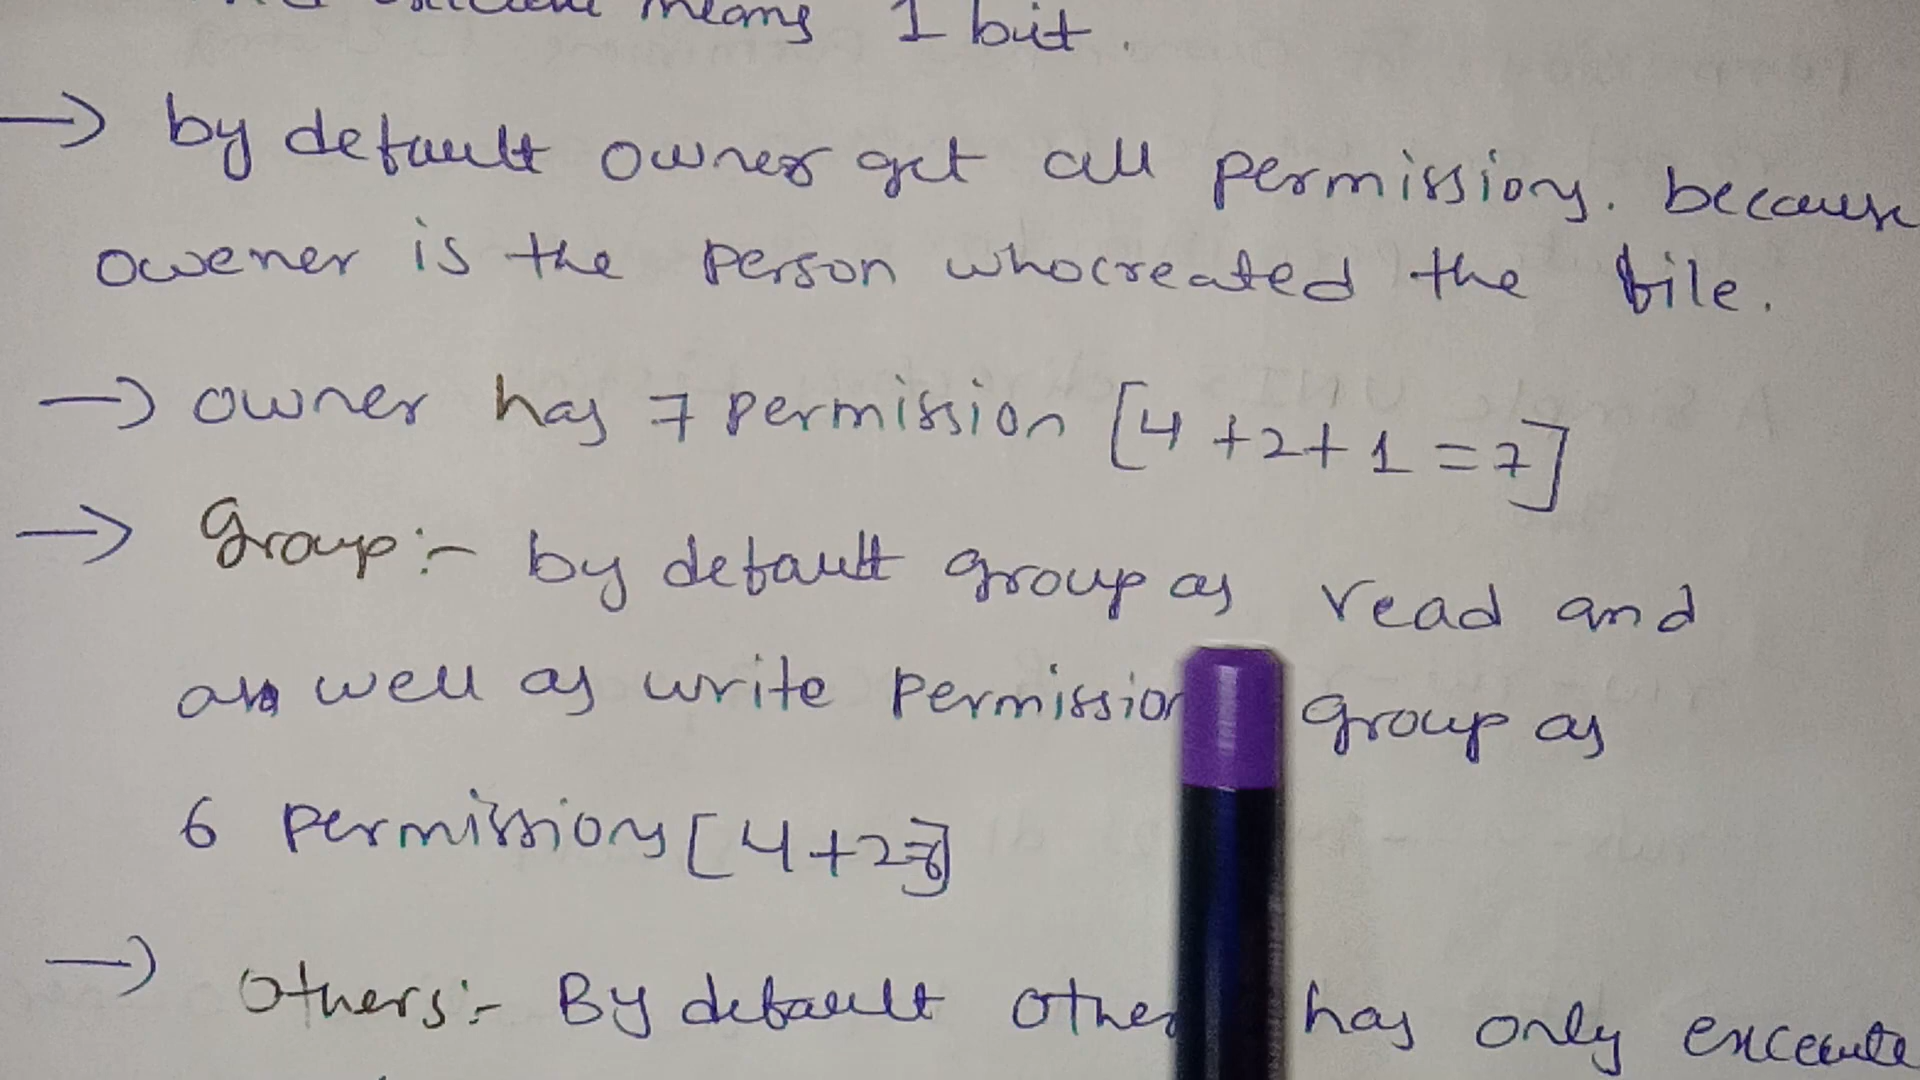 means 1 bit.
→ by default owner get all permissions. because
owener is the person whocreated the file.
→ owner has 7 permission [4+2+1=7]
→ Group:- by default group as read and
as well as write permission group as
6 permissions [4+2=6]
→ Others:- By default other has only excecute